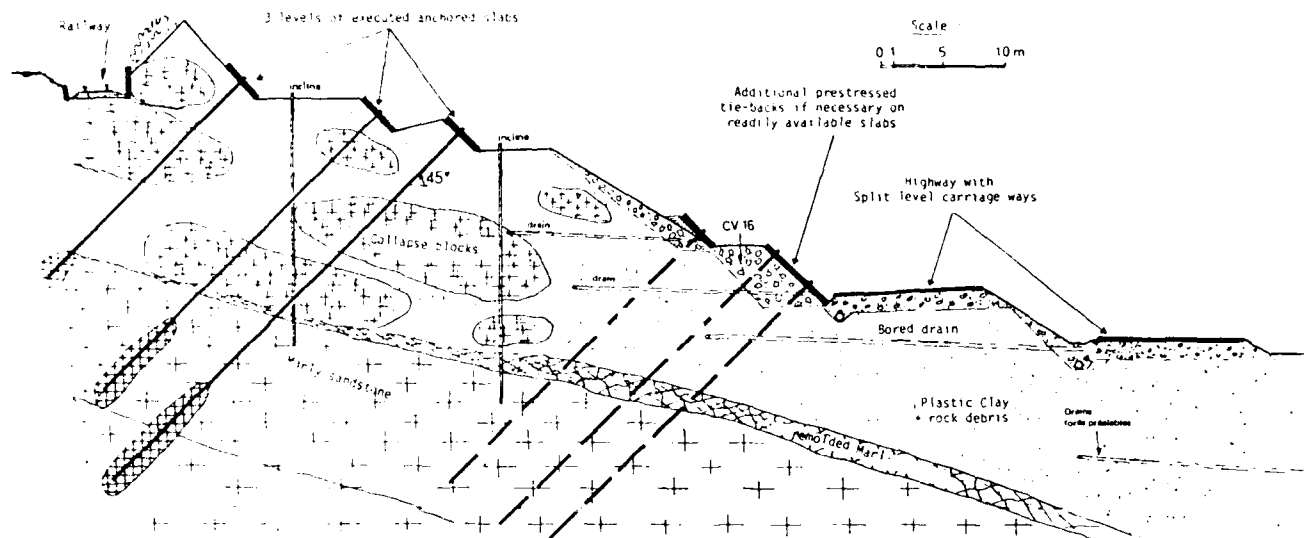 Railway
3 levels of executed anchored slabs
Scale
0 1 5 10 m
Additional prestressed
tie-backs if necessary on
readily available slabs
Highway with
Split level carriage ways
inclino
inclino
45°
CV 16
drain
Collapse blocks
drain
Bored drain
Marly sandstone
Plastic Clay
+ rock debris
Drains
forés préalables
remolded Marl